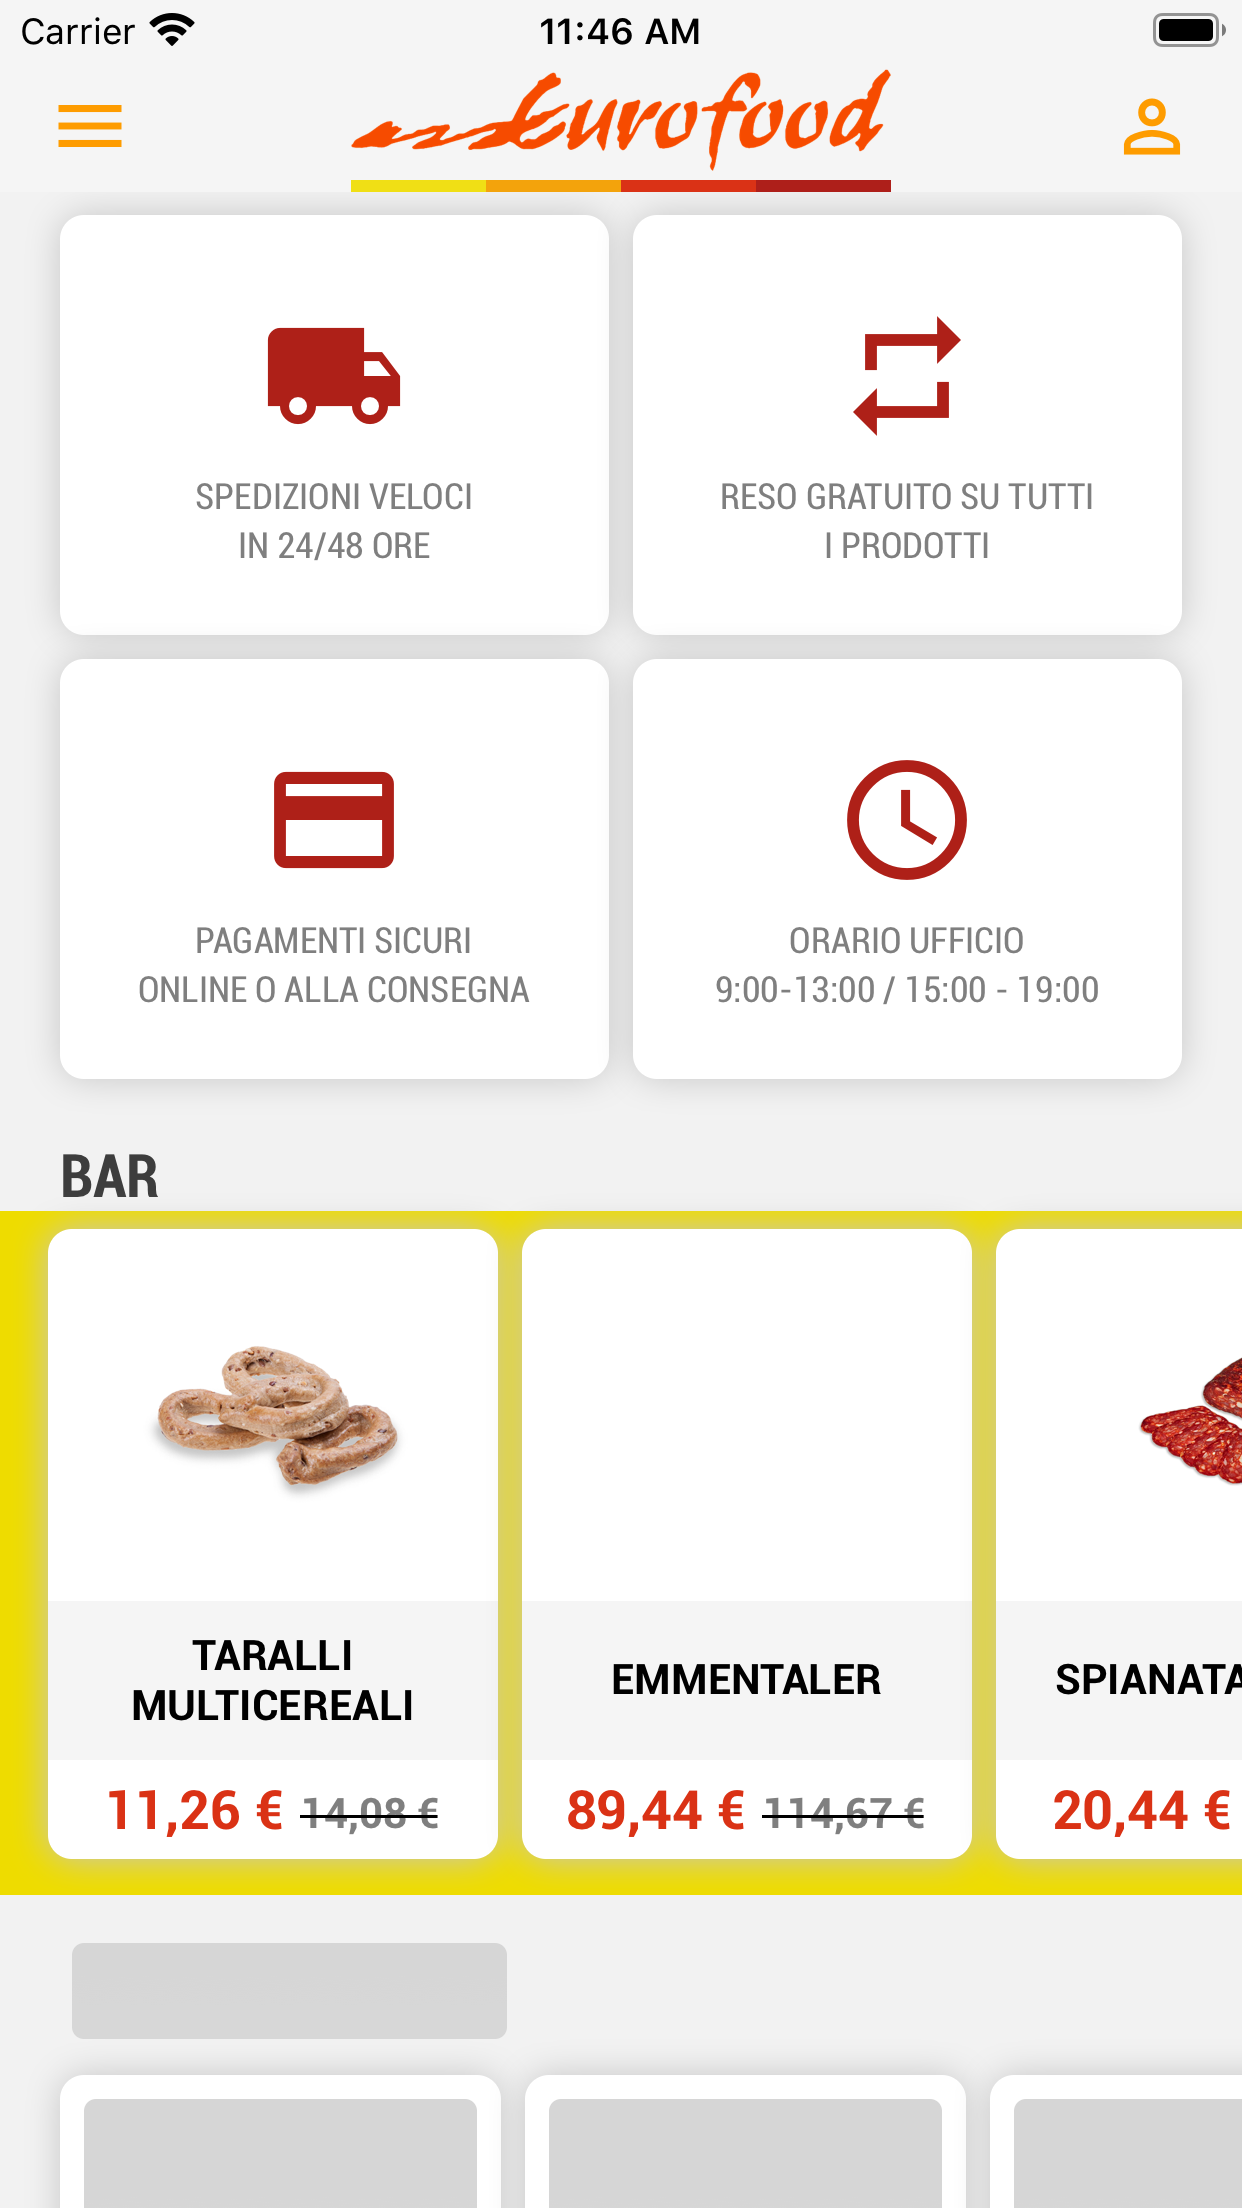 Carrier
11:46 AM
Eurofood
SPEDIZIONI VELOCI
IN 24/48 ORE
RESO GRATUITO SU TUTTI
I PRODOTTI
PAGAMENTI SICURI
ONLINE O ALLA CONSEGNA
ORARIO UFFICIO
9:00-13:00 / 15:00 - 19:00
BAR
TARALLI
MULTICEREALI
11,26 € 14,08 €
EMMENTALER
89,44 € 114,67 €
SPIANATA
20,44 €